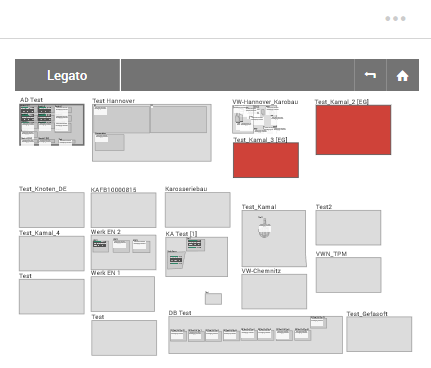 Legato
AD Test
Test Hannover
VW-Hannover_Karobau
Test_Kamal_2 [EG]
Test_Kamal_3 [EG]
Test_Knoten_DE
KAFB10000815
Karosseriebau
Test_Kamal
Test2
Test_Kamal_4
Werk EN 2
KA Test [1]
VWN_TPM
Test
Werk EN 1
VW-Chemnitz
Test
DB Test
Test_Gefasoft